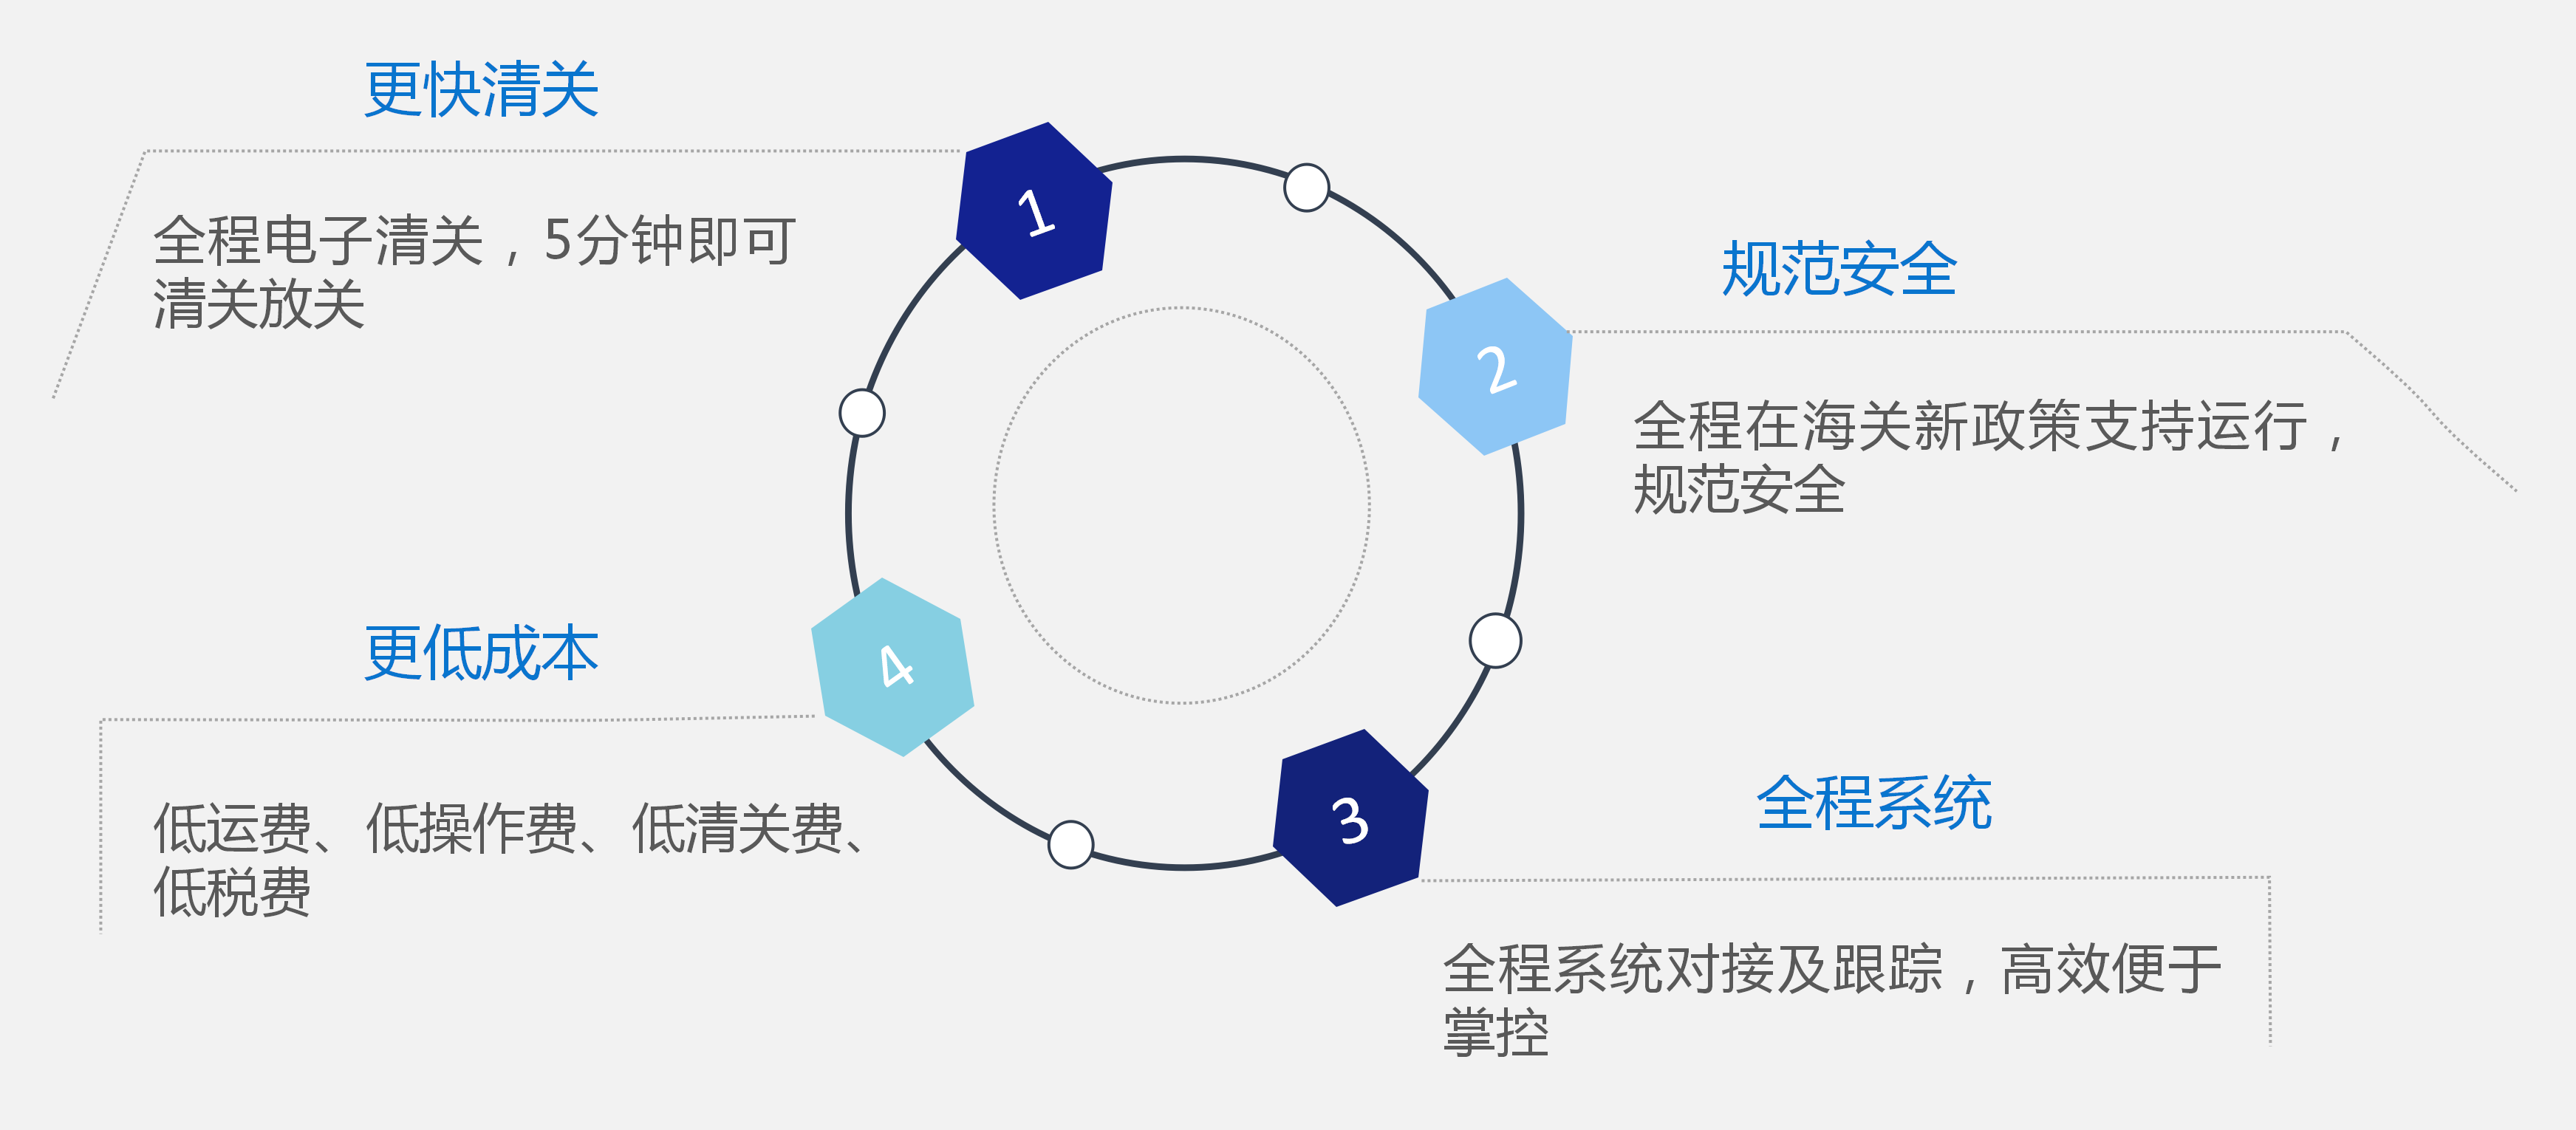 更快清关
全程电子清关，5分钟即可
清关放关
1
规范安全
2
全程在海关新政策支持运行，
规范安全
更低成本
4
低运费、低操作费、低清关费、
低税费
全程系统
3
全程系统对接及跟踪，高效便于
掌控